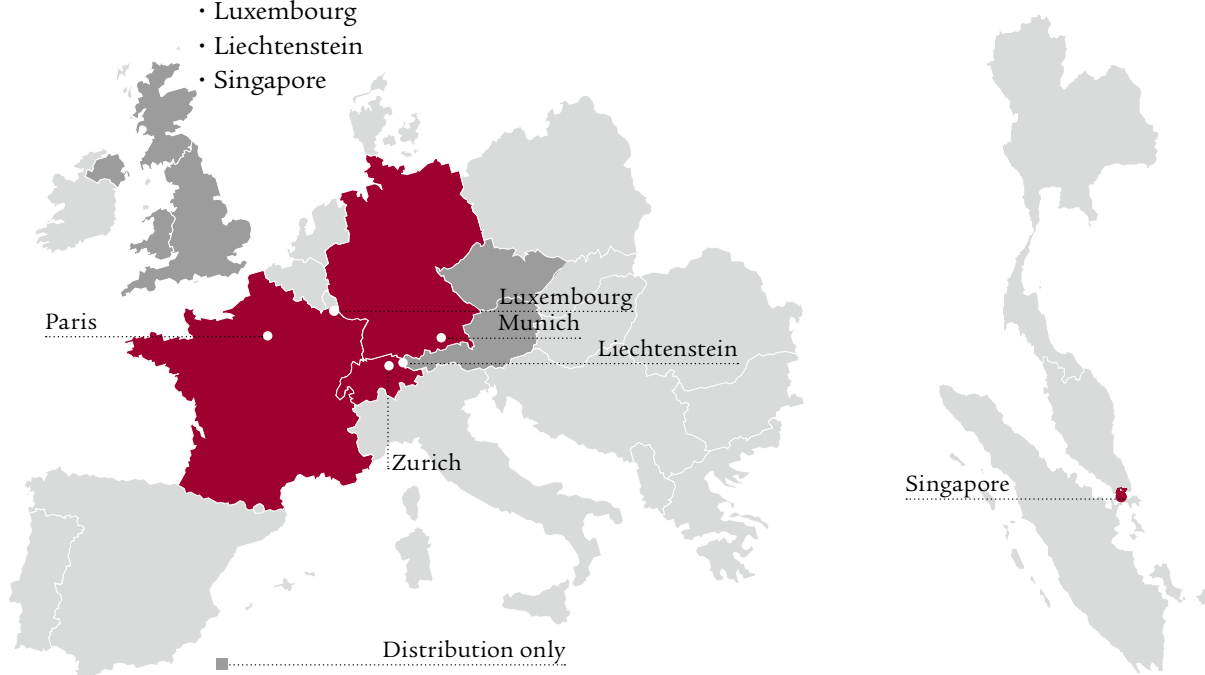 · Luxembourg
· Liechtenstein
· Singapore
Luxembourg
Paris
Munich
Liechtenstein
Zurich
Singapore
Distribution only